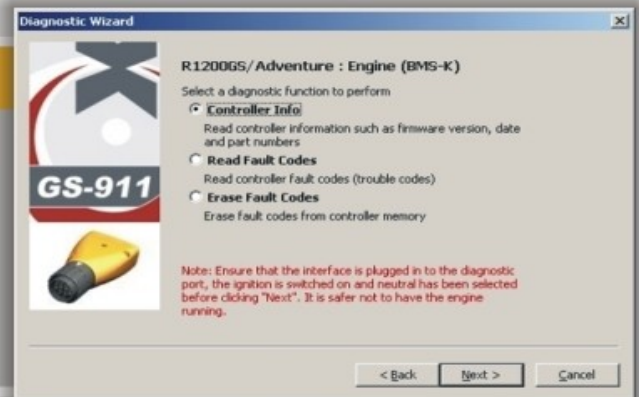 Diagnostic Wizard
R1200GS/Adventure : Engine (BMS-K)
Select a diagnostic function to perform
Controller Info
Read controller information such as firmware version, date
and part numbers
Read Fault Codes
Read controller fault codes (trouble codes)
Erase Fault Codes
Erase fault codes from controller memory
GS-911
Note: Ensure that the interface is plugged in to the diagnostic
port, the ignition is switched on and neutral has been selected
before clicking "Next". It is safer not to have the engine
running.
< Back
Next >
Cancel